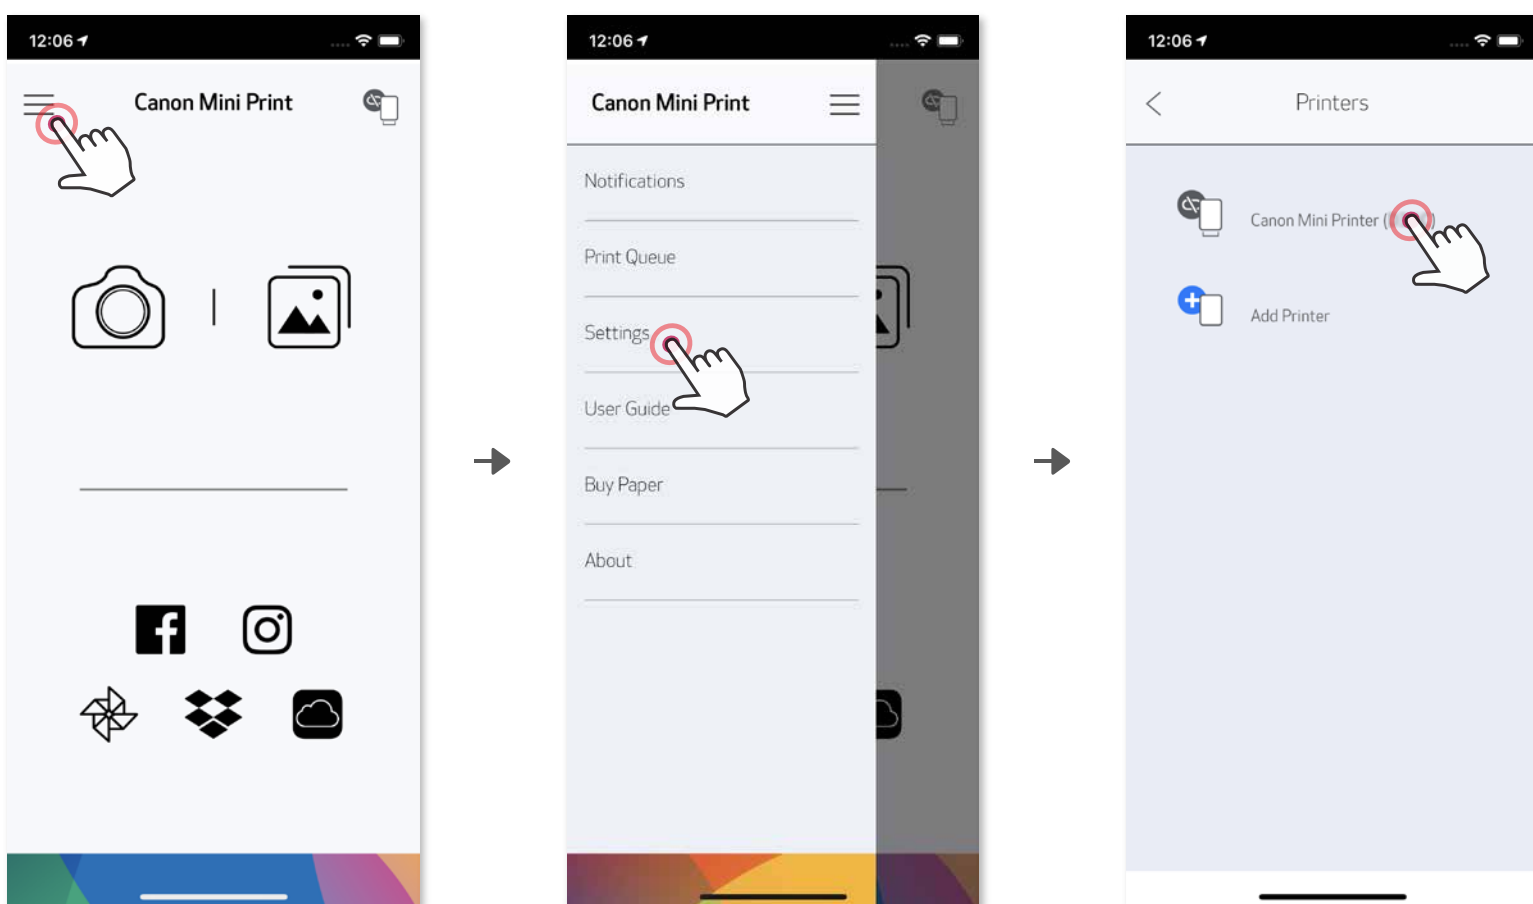 12:06
Canon Mini Print
12:06
Canon Mini Print
Notifications
Print Queue
Settings
User Guide
Buy Paper
About
12:06
Printers
Canon Mini Printer (
Add Printer